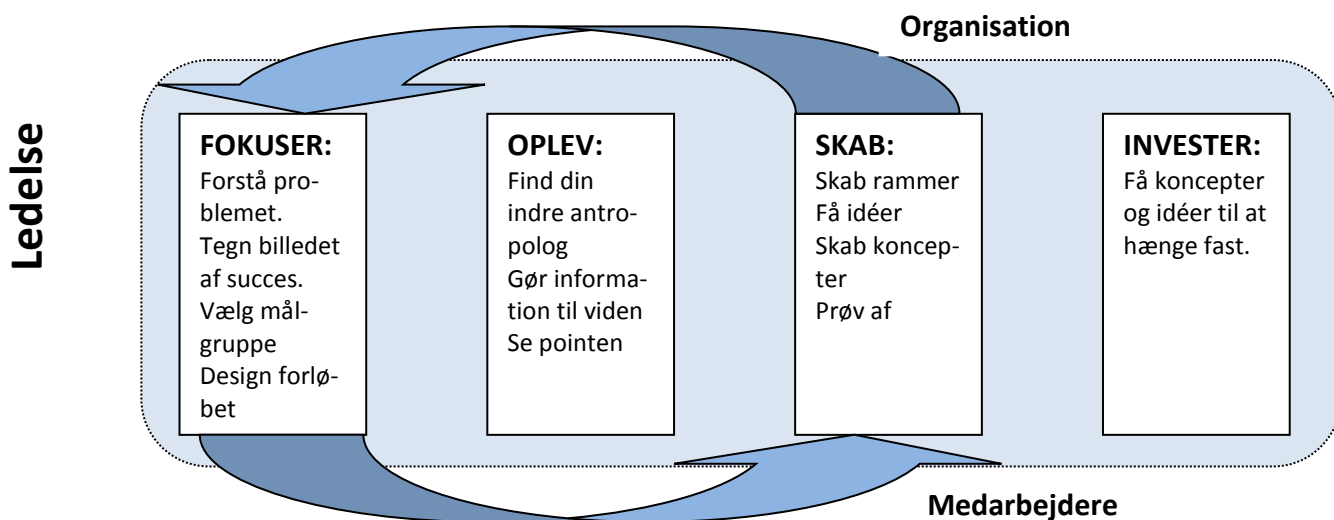 Organisation
Ledelse
FOKUSER:
Forstå pro-
blemet.
Tegn billedet
af succes.
Vælg mål-
gruppe
Design forlø-
bet
OPLEV:
Find din
indre antro-
polog
Gør informa-
tion til viden
Se pointen
SKAB:
Skab rammer
Få idéer
Skab koncep-
ter
Prøv af
INVESTER:
Få koncepter
og idéer til at
hænge fast.
Medarbejdere